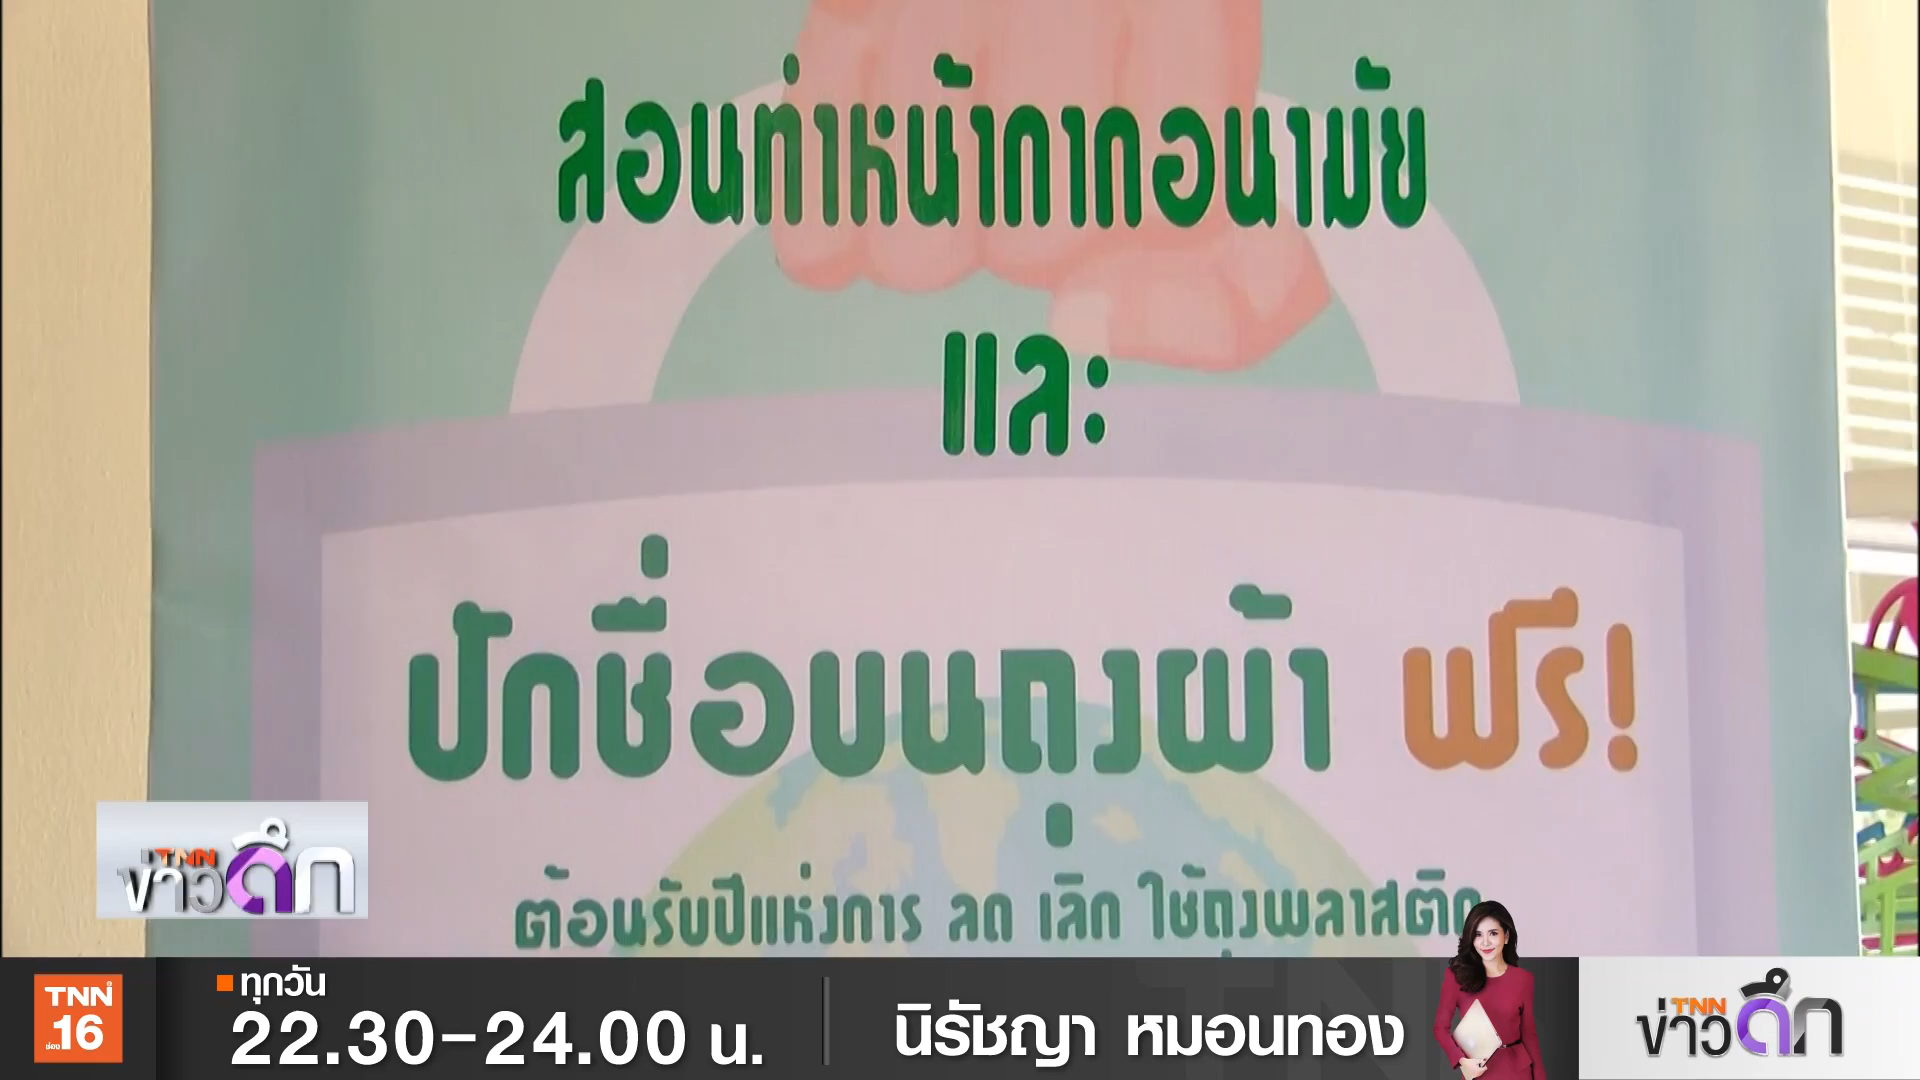 สอนทำหน้ากากอนามัย
และ
ปักชื่อบนถุงผ้า ฟรี!
ต้อนรับปีแห่งการ ลด เลิก ใช้ถุงพลาสติก
TNN ข่าวดึก
TNN ช่อง 16
ทุกวัน
22.30-24.00 น.
นิรัชญา หมอนทอง
TNN ข่าวดึก